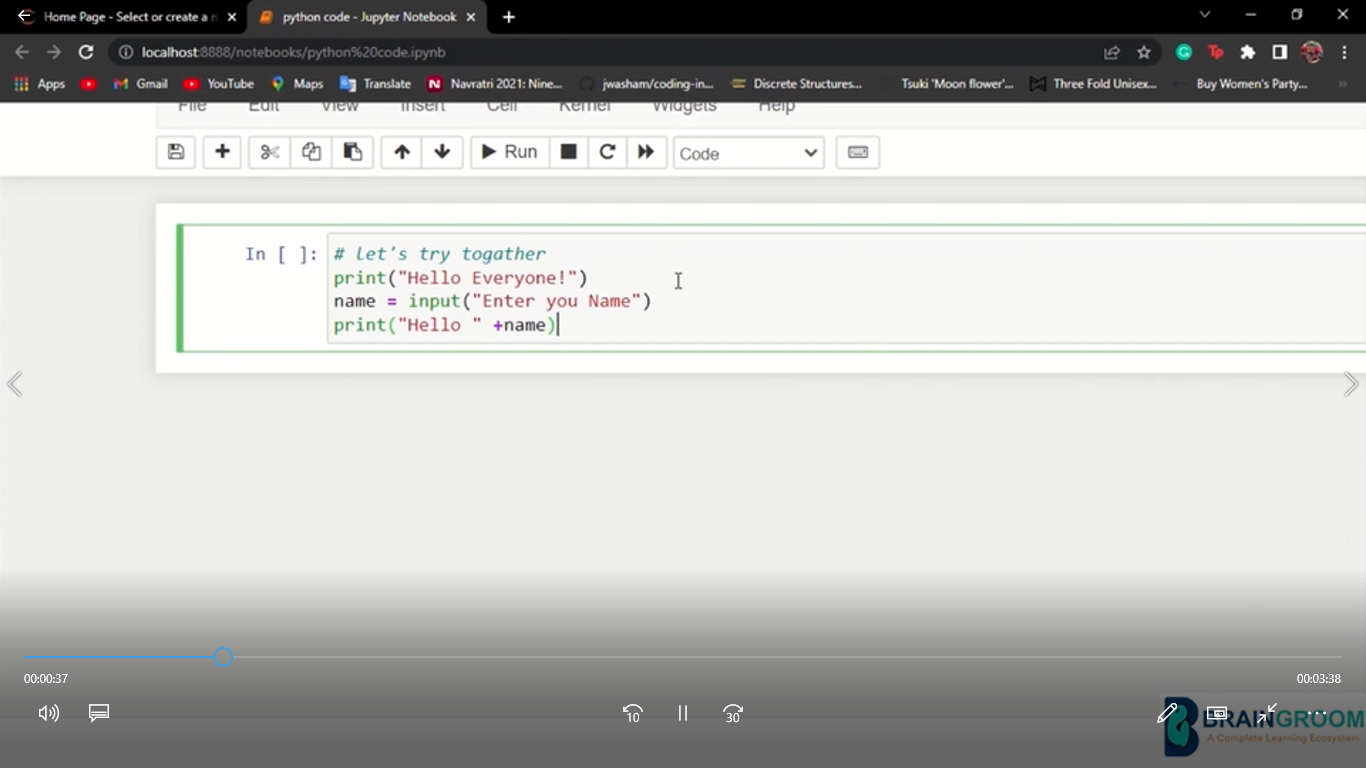 Home Page - Select or create a n
python code - Jupyter Notebook
localhost:8888/notebooks/python%20code.ipynb
Apps
Gmail
YouTube
Maps
Translate
Navratri 2021: Nine...
jwasham/coding-in...
Discrete Structures...
Tsuki 'Moon flower'...
Three Fold Unisex...
Buy Women's Party...
File Edit View Insert Cell Kernel Widgets Help
Run
Code
In [ ]:
# let's try togather
print("Hello Everyone!")
name = input("Enter you Name")
print("Hello " +name)
00:00:37
00:03:38
10
30
BRAINGROOM
A Complete Learning Ecosystem